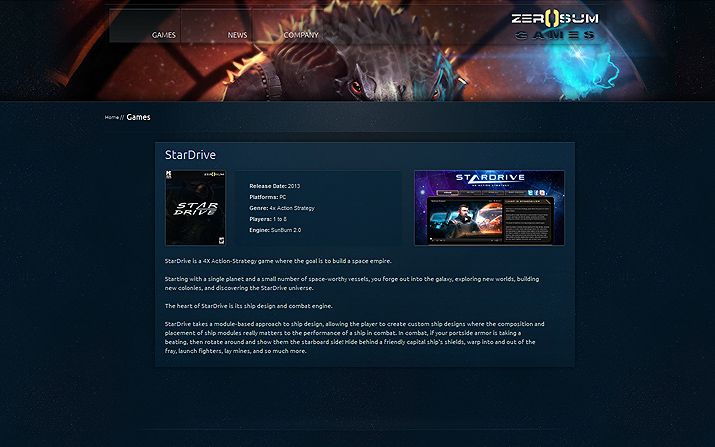 ZERO SUM
GAMES
GAMES
NEWS
COMPANY
Home // Games
StarDrive
ZERO SUM
STAR
DRIVE
Release Date: 2013
Platforms: PC
Genre: 4x Action Strategy
Players: 1 to 8
Engine: SunBurn 2.0
STARDRIVE
StarDrive is a 4X Action-Strategy game where the goal is to build a space empire.
Starting with a single planet and a small number of space-worthy vessels, you forge out into the galaxy, exploring new worlds, building
new colonies, and discovering the StarDrive universe.
The heart of StarDrive is its ship design and combat engine.
StarDrive takes a module-based approach to ship design, allowing the player to create custom ship designs where the composition and
placement of ship modules really matters to the performance of a ship in combat. In combat, if your portside armor is taking a
beating, then rotate around and show them the starboard side! Hide behind a friendly capital ship's shields, warp into and out of the
fray, launch fighters, lay mines, and so much more.